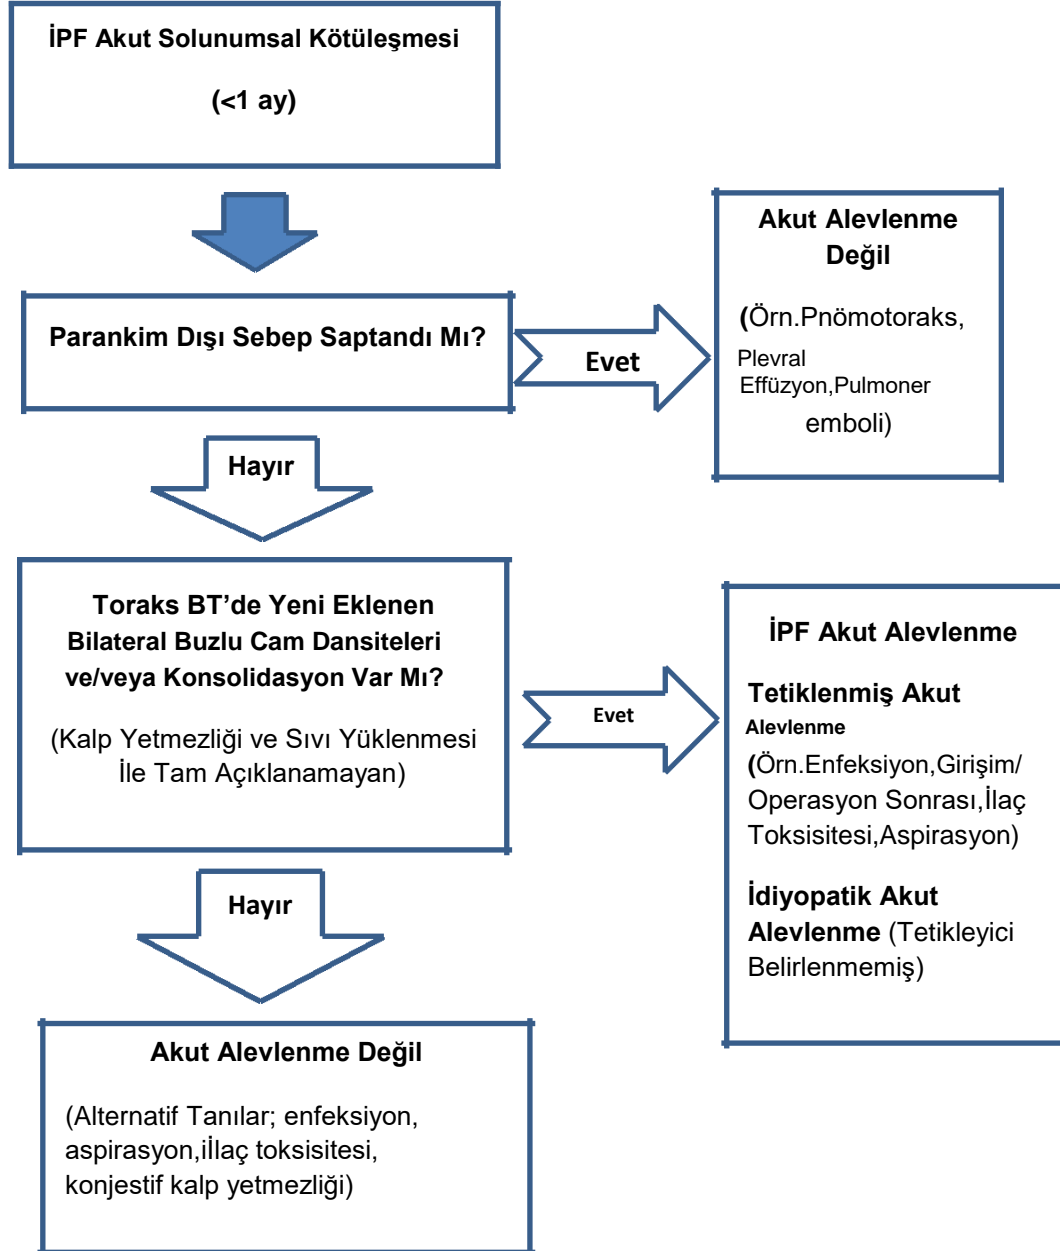 İPF Akut Solunumsal Kötüleşmesi
(<1 ay)
Akut Alevlenme
Değil
(Örn.Pnömotoraks,
Plevral
Effüzyon,Pulmoner
emboli)
Parankim Dışı Sebep Saptandı Mı?
Evet
Hayır
Toraks BT’de Yeni Eklenen
Bilateral Buzlu Cam Dansiteleri
ve/veya Konsolidasyon Var Mı?
(Kalp Yetmezliği ve Sıvı Yüklenmesi
İle Tam Açıklanamayan)
Evet
İPF Akut Alevlenme
Tetiklenmiş Akut
Alevlenme
(Örn.Enfeksiyon,Girişim/
Operasyon Sonrası,İlaç
Toksisitesi,Aspirasyon)
İdiyopatik Akut
Alevlenme (Tetikleyici
Belirlenmemiş)
Hayır
Akut Alevlenme Değil
(Alternatif Tanılar; enfeksiyon,
aspirasyon,iİlaç toksisitesi,
konjestif kalp yetmezliği)